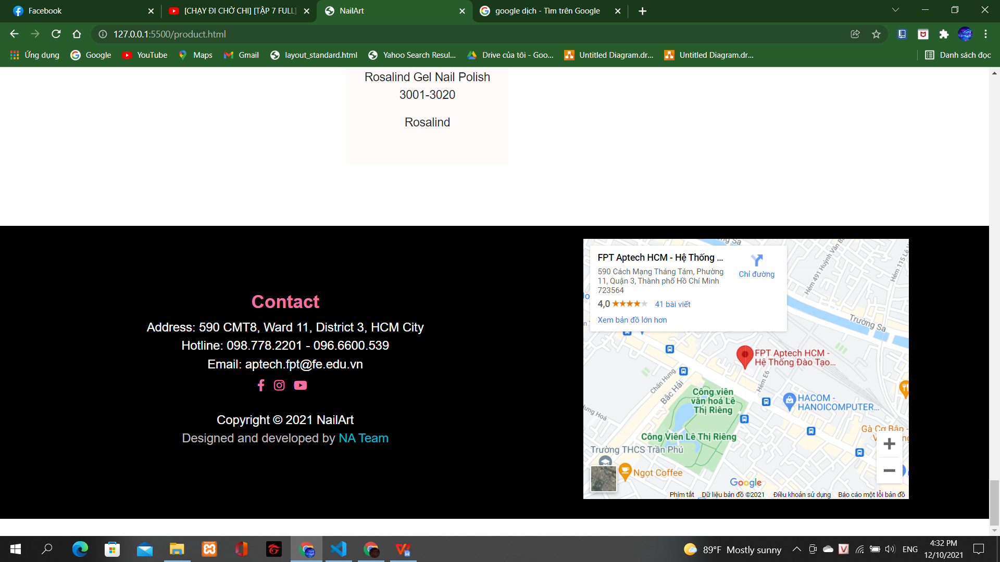 Facebook
[CHẠY ĐI CHỜ CHI] [TẬP 7 FULL]
NailArt
google dịch - Tìm trên Google
127.0.0.1:5500/product.html
Ứng dụng
Google
YouTube
Maps
Gmail
layout_standard.html
Yahoo Search Resul...
Drive của tôi - Goo...
Untitled Diagram.dr...
Untitled Diagram.dr...
Danh sách đọc
Rosalind Gel Nail Polish
3001-3020
Rosalind
Contact
Address: 590 CMT8, Ward 11, District 3, HCM City
Hotline: 098.778.2201 - 096.6600.539
Email: aptech.fpt@fe.edu.vn
Copyright © 2021 NailArt
Designed and developed by NA Team
FPT Aptech HCM - Hệ Thống ...
590 Cách Mạng Tháng Tám, Phường
11, Quận 3, Thành phố Hồ Chí Minh
723564
4,0
41 bài viết
Xem bản đồ lớn hơn
Chỉ đường
Hẻm 491 Huỳnh Văn B
Hẻm 115 Lê V
Trường Sa
FPT Aptech HCM -
Hệ Thống Đào Tạo...
Hẻm E6
Chấn Hưng
Bắc Hải
Công viên
văn hoá Lê
Thị Riêng
HACOM -
HANOICOMPUTER...
Hưng Hoá
Công Viên Lê Thị Riêng
Gà Cơ Bắp -
Trường THCS Trần Phú
Ngọt Coffee
Google
Phím tắt
Dữ liệu bản đồ ©2021
Điều khoản sử dụng
Báo cáo một lỗi bản đồ
89°F Mostly sunny
ENG
4:32 PM
12/10/2021